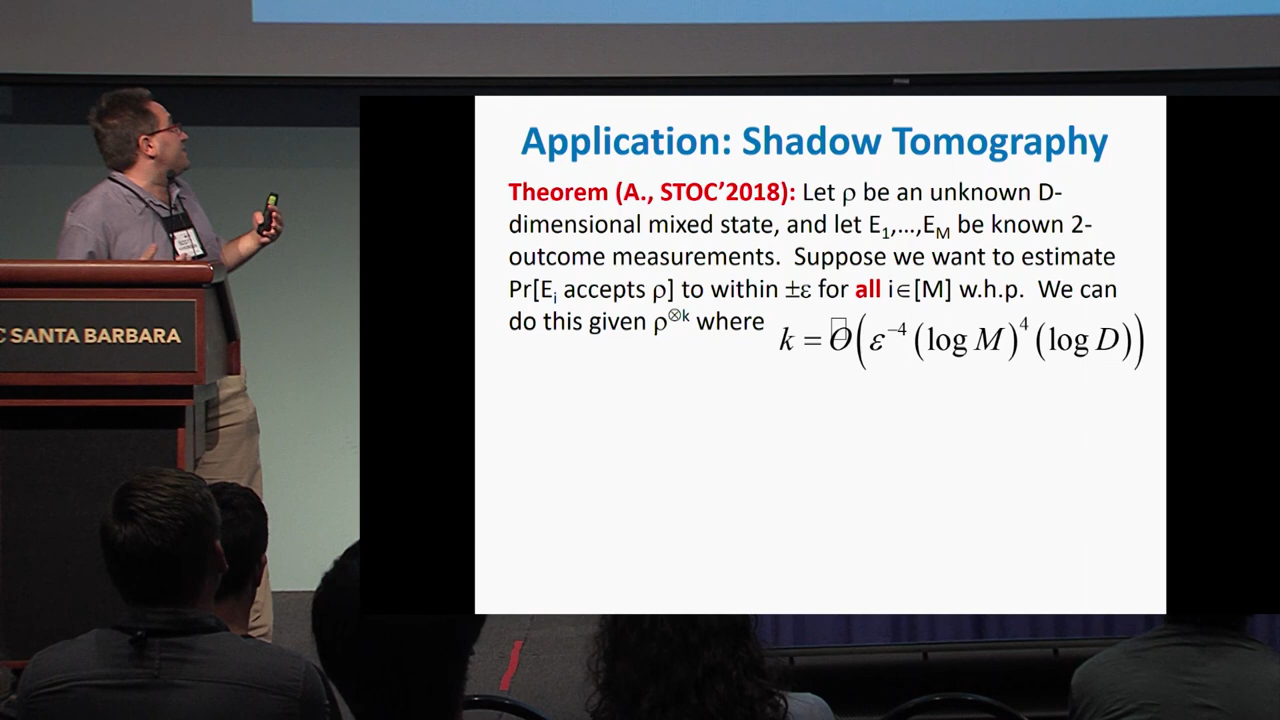 Application: Shadow Tomography
Theorem (A., STOC’2018): Let ρ be an unknown D-
dimensional mixed state, and let E₁,…,E_M be known 2-
outcome measurements. Suppose we want to estimate
Pr[Eᵢ accepts ρ] to within ±ε for all i∈[M] w.h.p. We can
do this given ρ^⊗k where k = O(ε⁻⁴(log M)⁴(log D))
C SANTA BARBARA